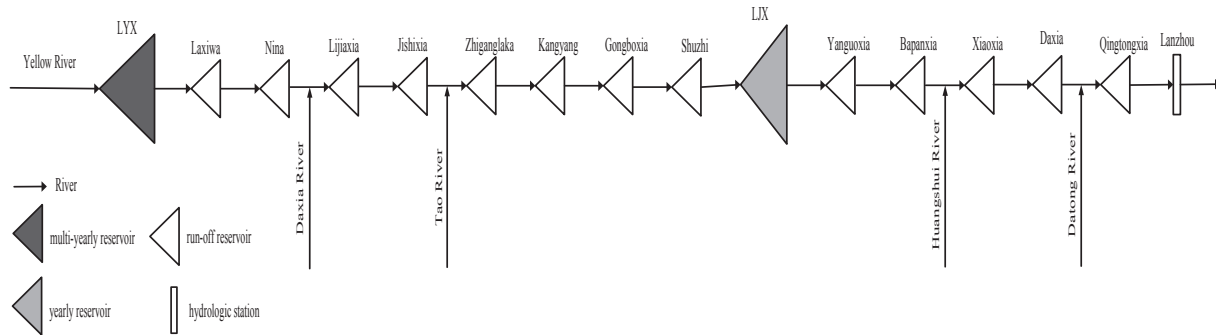 LYX
LJX
Laxiwa
Nina
Lijiaxia
Jishixia
Zhiganglaka
Kangyang
Gongboxia
Shuzhi
Yanguoxia
Bapanxia
Xiaoxia
Daxia
Qingtongxia
Lanzhou
Yellow River
Daxia River
Tao River
Huangshui River
Datong River
River
multi-yearly reservoir
run-off reservoir
yearly reservoir
hydrologic station